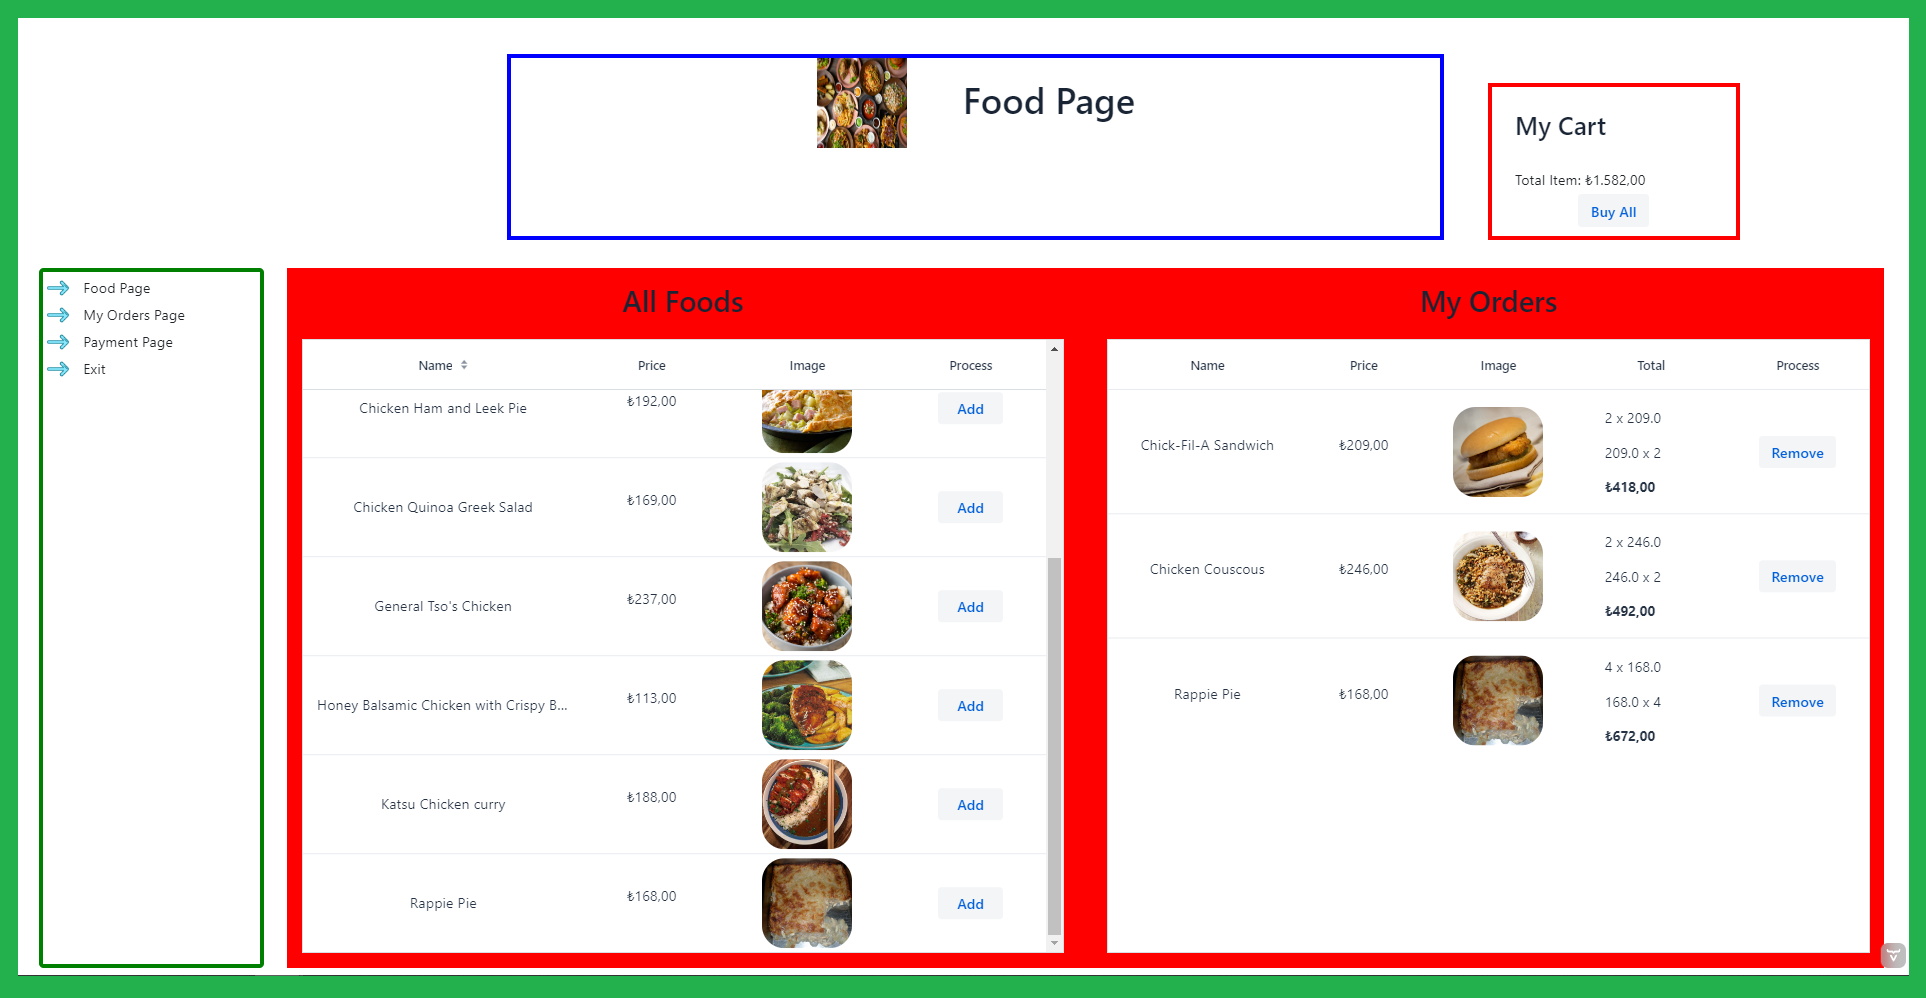 Food Page
My Cart
Total Item: ₺1.582,00
Buy All
Food Page
My Orders Page
Payment Page
Exit
All Foods
Name Price Image Process
Chicken Ham and Leek Pie ₺192,00 Add
Chicken Quinoa Greek Salad ₺169,00 Add
General Tso's Chicken ₺237,00 Add
Honey Balsamic Chicken with Crispy B... ₺113,00 Add
Katsu Chicken curry ₺188,00 Add
Rappie Pie ₺168,00 Add
My Orders
Name Price Image Total Process
2 x 209.0
Chick-Fil-A Sandwich ₺209,00 209.0 x 2 Remove
₺418,00
2 x 246.0
Chicken Couscous ₺246,00 246.0 x 2 Remove
₺492,00
4 x 168.0
Rappie Pie ₺168,00 168.0 x 4 Remove
₺672,00